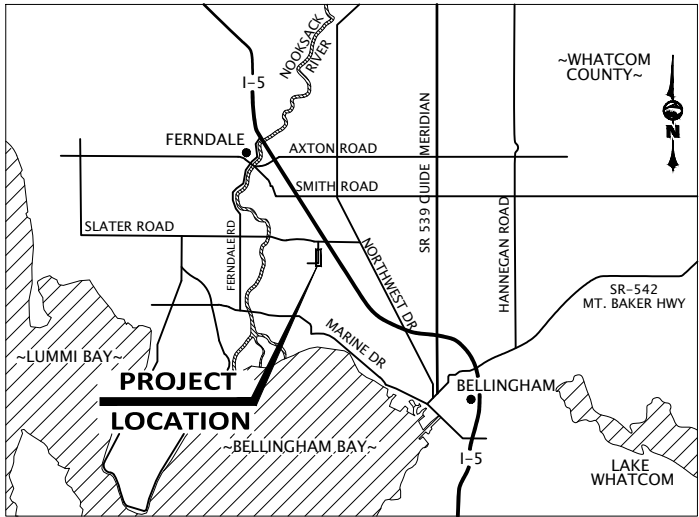 NOOKSACK
RIVER
I-5
~WHATCOM
COUNTY~
N
FERNDALE
AXTON ROAD
SMITH ROAD
SR 539 GUIDE MERIDIAN
HANNEGAN ROAD
SLATER ROAD
FERNDALE RD
NORTHWEST DR
SR-542
MT. BAKER HWY
MARINE DR
~LUMMI BAY~
PROJECT
LOCATION
BELLINGHAM
~BELLINGHAM BAY~
I-5
LAKE
WHATCOM